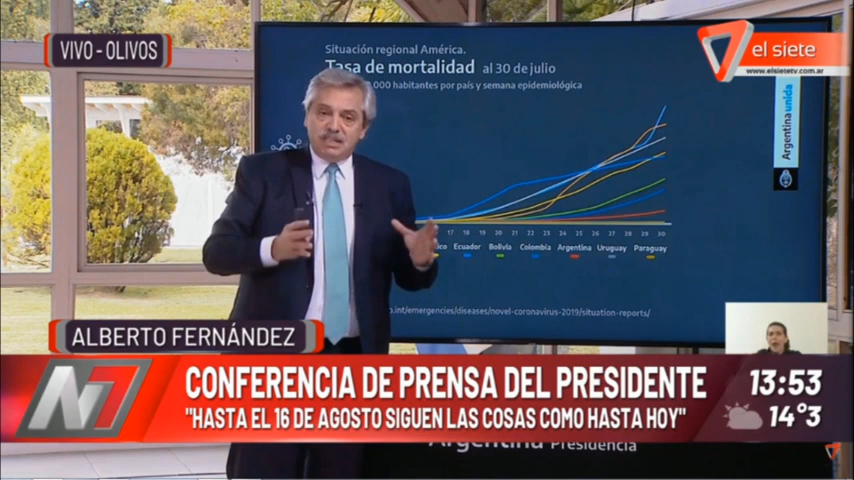 VIVO - OLIVOS
el siete
www.elsietetv.com.ar
Situación regional América.
Tasa de mortalidad al 30 de julio
000 habitantes por país y semana epidemiológica
Argentina unida
17 18 19 20 21 22 23 24 25 26 27 28 29 30
Ecuador Bolivia Colombia Argentina Uruguay Paraguay
int/emergencies/diseases/novel-coronavirus-2019/situation-reports/
ALBERTO FERNÁNDEZ
N7
CONFERENCIA DE PRENSA DEL PRESIDENTE
"HASTA EL 16 DE AGOSTO SIGUEN LAS COSAS COMO HASTA HOY"
13:53
14°3
Argentina Presidencia